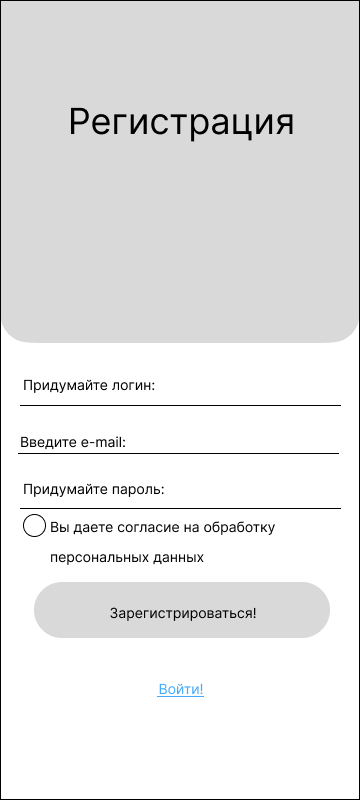 Регистрация
Придумайте логин:
Введите e-mail:
Придумайте пароль:
Вы даете согласие на обработку
персональных данных
Зарегистрироваться!
Войти!